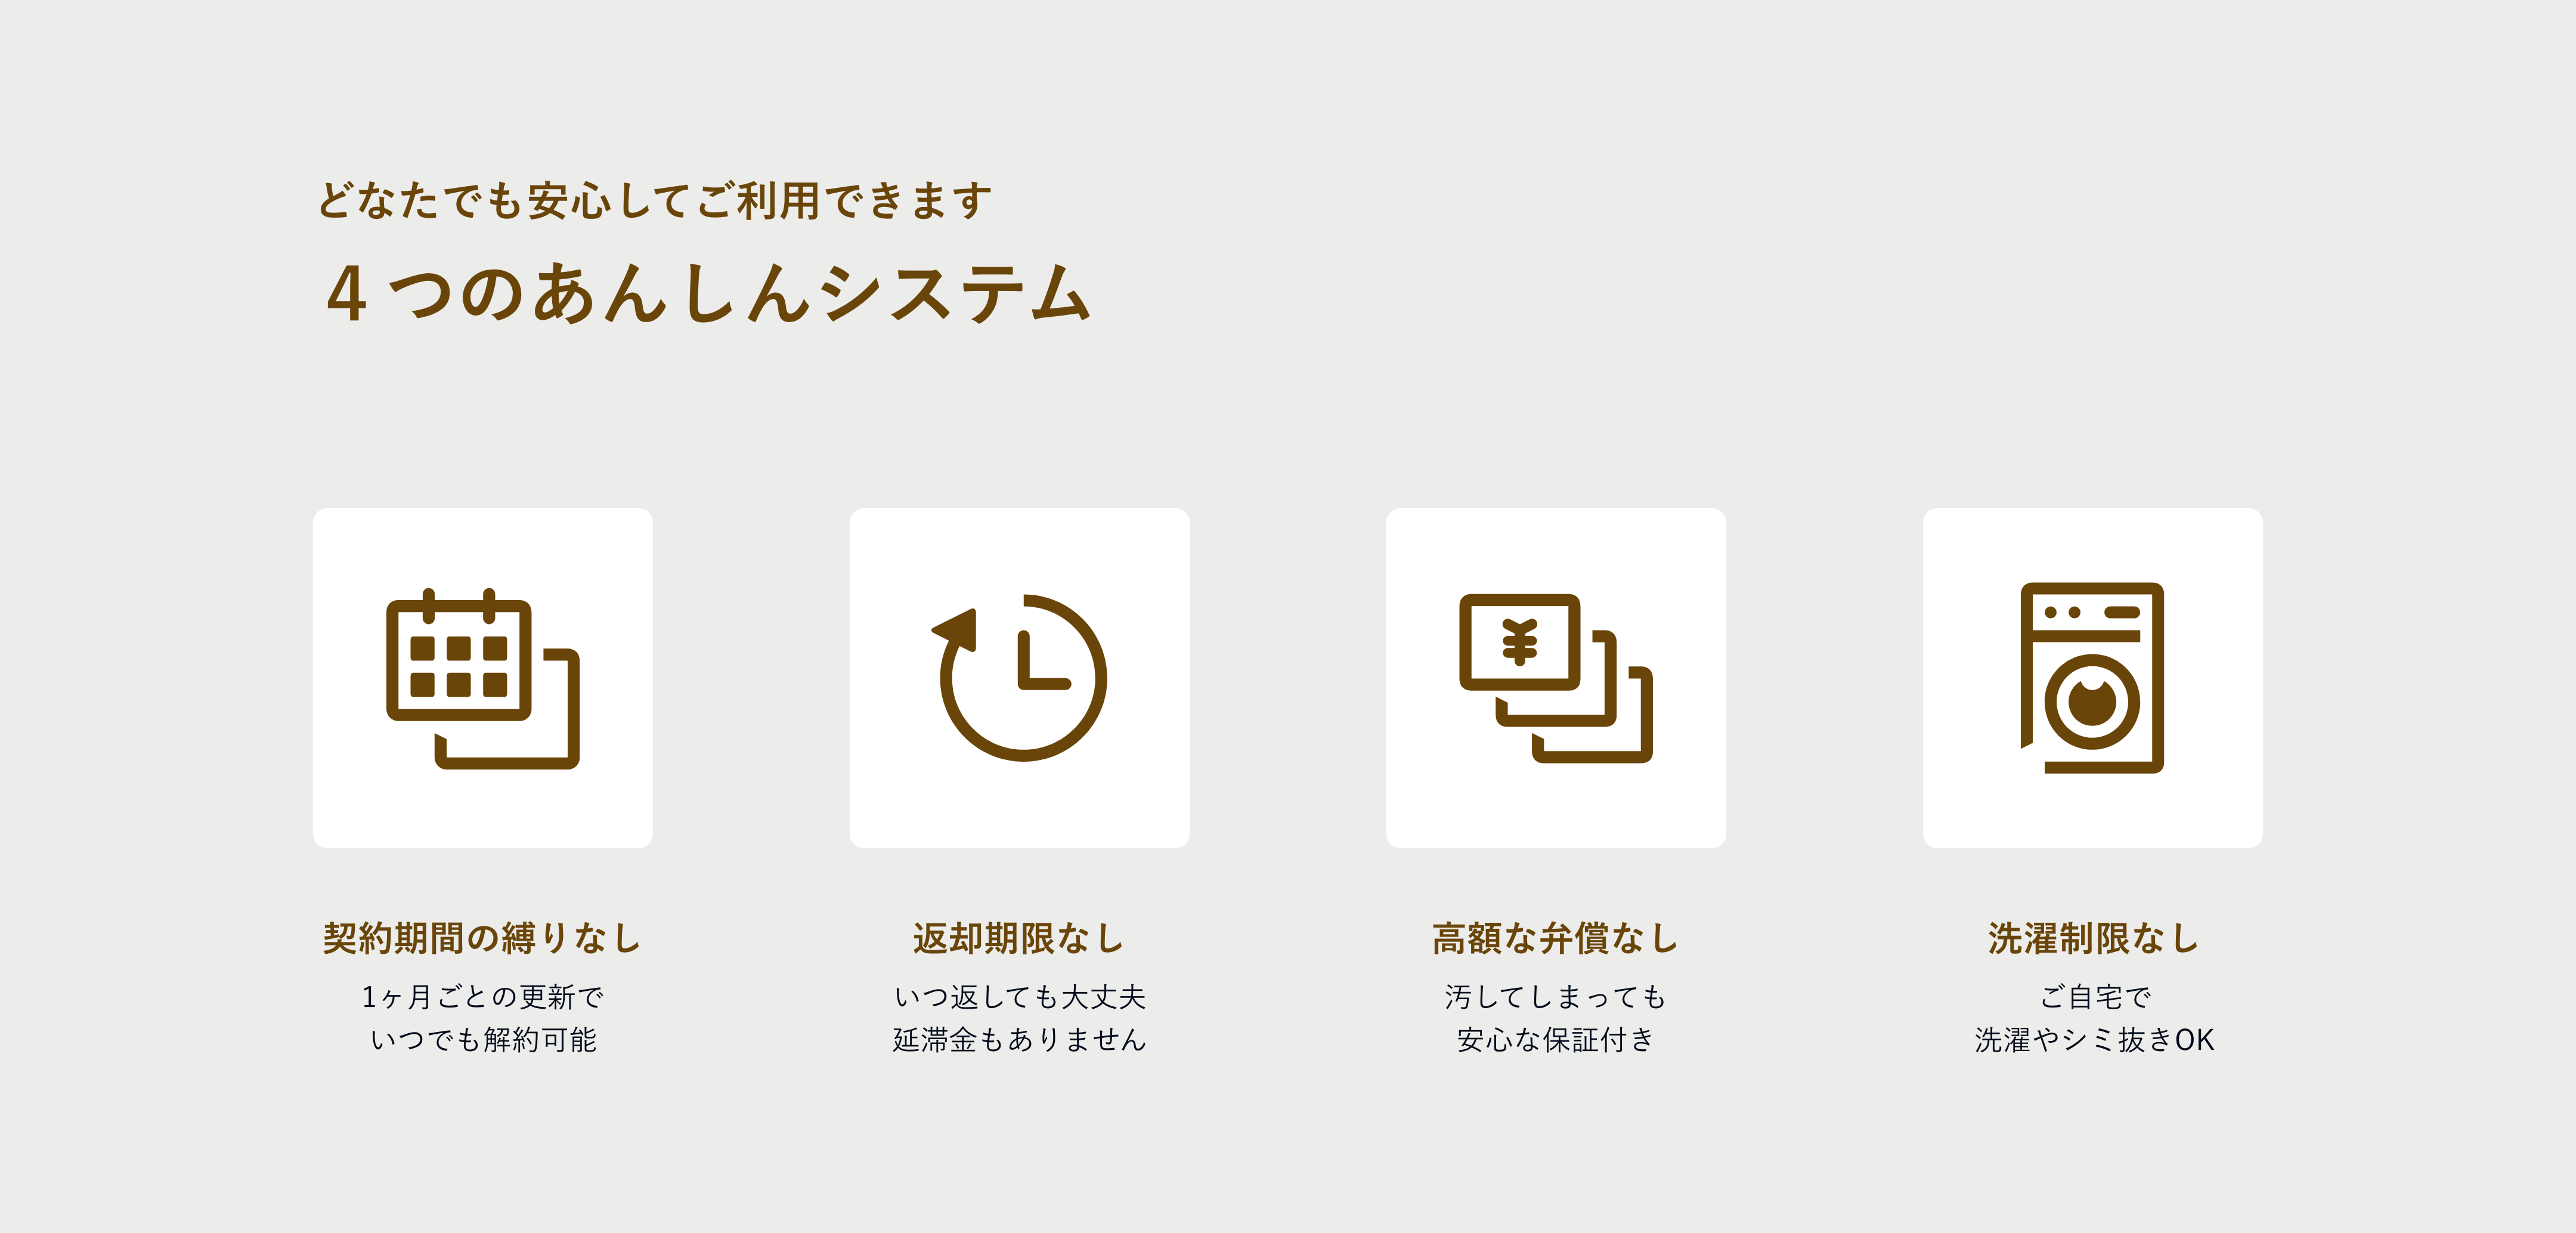 どなたでも安心してご利用できます
4つのあんしんシステム
¥
契約期間の縛りなし
1ヶ月ごとの更新で
いつでも解約可能
返却期限なし
いつ返しても大丈夫
延滞金もありません
高額な弁償なし
汚してしまっても
安心な保証付き
洗濯制限なし
ご自宅で
洗濯やシミ抜きOK